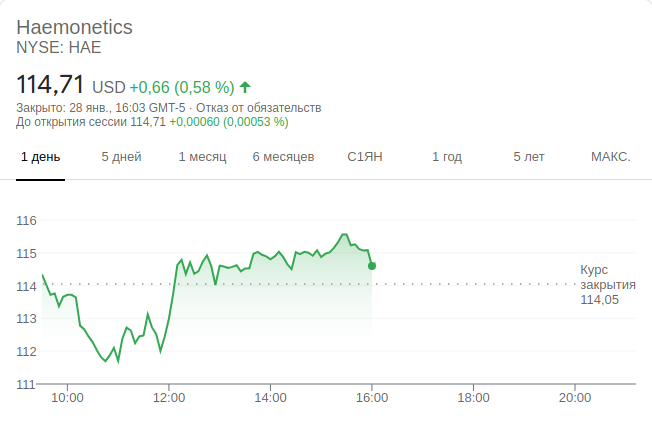 Haemonetics
NYSE: HAE
114,71 USD +0,66 (0,58 %)
Закрыто: 28 янв., 16:03 GMT-5 · Отказ от обязательств
До открытия сессии 114,71 +0,00060 (0,00053 %)
1 день 5 дней 1 месяц 6 месяцев С1ЯН 1 год 5 лет МАКС.
116
115
114
113
112
111
Курс
закрытия
114,05
10:00 12:00 14:00 16:00 18:00 20:00